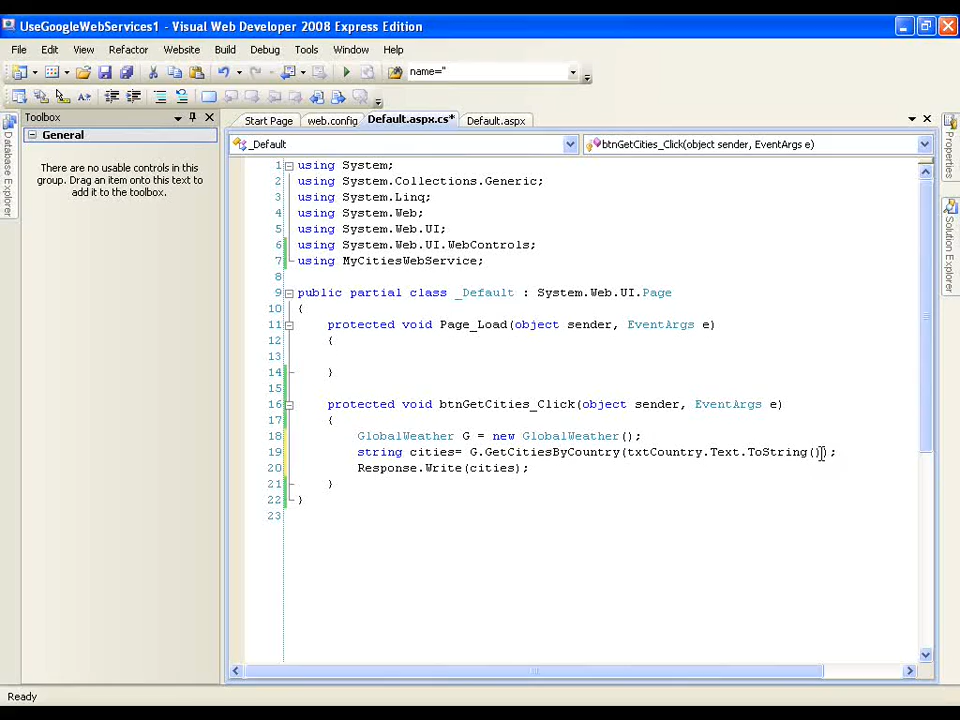 UseGoogleWebServices1 - Visual Web Developer 2008 Express Edition
File Edit View Refactor Website Build Debug Tools Window Help
name="
Toolbox
Start Page web.config Default.aspx.cs* Default.aspx
General
There are no usable controls in this
group. Drag an item onto this text to
add it to the toolbox.
Database Explorer
Properties
Solution Explorer
_Default btnGetCities_Click(object sender, EventArgs e)
1 using System;
2 using System.Collections.Generic;
3 using System.Linq;
4 using System.Web;
5 using System.Web.UI;
6 using System.Web.UI.WebControls;
7 using MyCitiesWebService;
8
9 public partial class _Default : System.Web.UI.Page
10 {
11 protected void Page_Load(object sender, EventArgs e)
12 {
13
14 }
15
16 protected void btnGetCities_Click(object sender, EventArgs e)
17 {
18 GlobalWeather G = new GlobalWeather();
19 string cities= G.GetCitiesByCountry(txtCountry.Text.ToString());
20 Response.Write(cities);
21 }
22 }
23
Ready